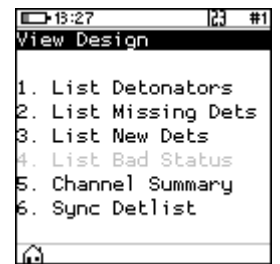 13:27 123 #1
View Design
1. List Detonators
2. List Missing Dets
3. List New Dets
4. List Bad Status
5. Channel Summary
6. Sync Detlist